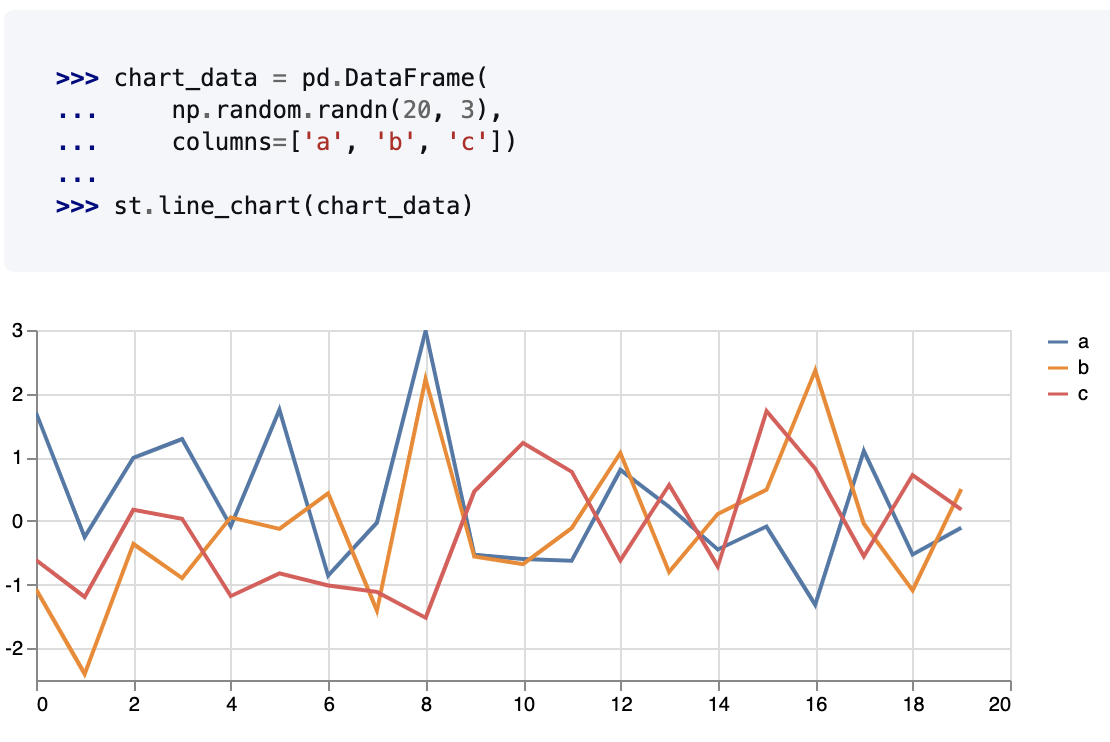 >>> chart_data = pd.DataFrame(
...     np.random.randn(20, 3),
...     columns=['a', 'b', 'c'])
...
>>> st.line_chart(chart_data)
3
2
1
0
-1
-2
0 2 4 6 8 10 12 14 16 18 20
a
b
c